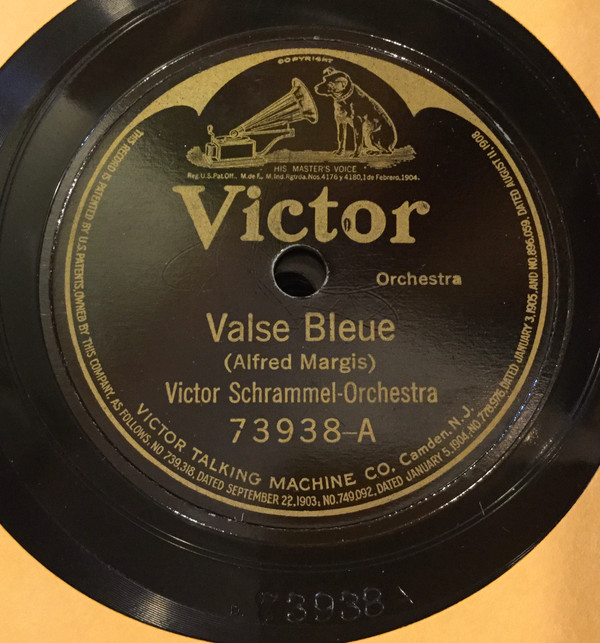 COPYRIGHT
HIS MASTER'S VOICE
Reg. U.S. Pat. Off. M. de F. M. Ind. Rgtrda. Nos. 4176 y 4180, 1 de Febrero, 1904.
Victor
Orchestra
Valse Bleue
(Alfred Margis)
Victor Schrammel-Orchestra
73938-A
VICTOR TALKING MACHINE CO. Camden, N.J.
THIS RECORD IS PATENTED BY U.S. PATENTS, OWNED BY THIS COMPANY, AS FOLLOWS, NO 739,318, DATED SEPTEMBER 22, 1903; NO. 749,092, DATED JANUARY 5, 1904, NO. 778,976, DATED JANUARY 3, 1905, AND NO. 896,059, DATED AUGUST 11, 1908
73938